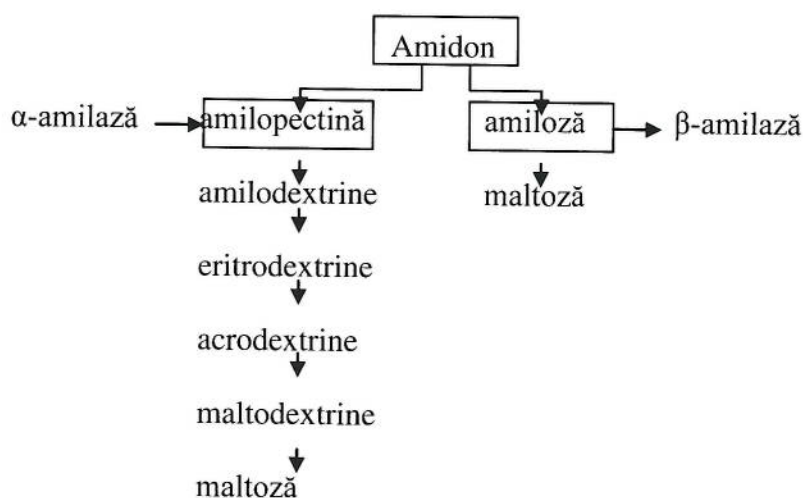 Amidon
α-amilază amilopectină amiloză β-amilază
amilodextrine maltoză
eritrodextrine
acrodextrine
maltodextrine
maltoză